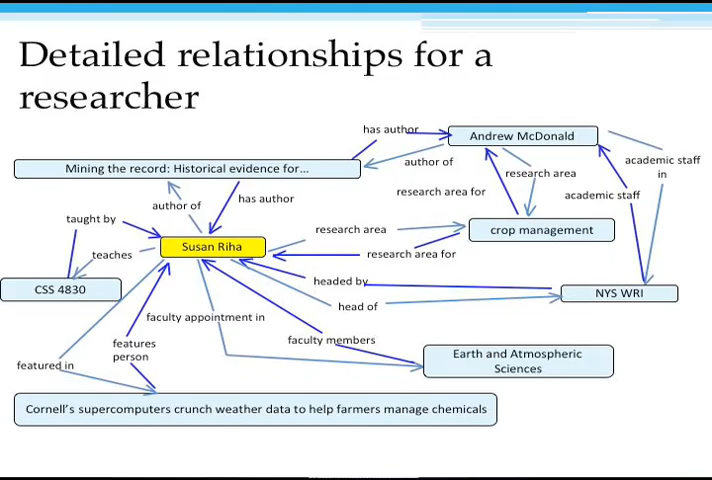 Detailed relationships for a
researcher
has author
Andrew McDonald
Mining the record: Historical evidence for...
author of
research area
academic staff
in
research area for
academic staff
author of
has author
taught by
research area
crop management
Susan Riha
teaches
research area for
CSS 4830
headed by
NYS WRI
head of
faculty appointment in
features
person
faculty members
Earth and Atmospheric
Sciences
featured in
Cornell's supercomputers crunch weather data to help farmers manage chemicals